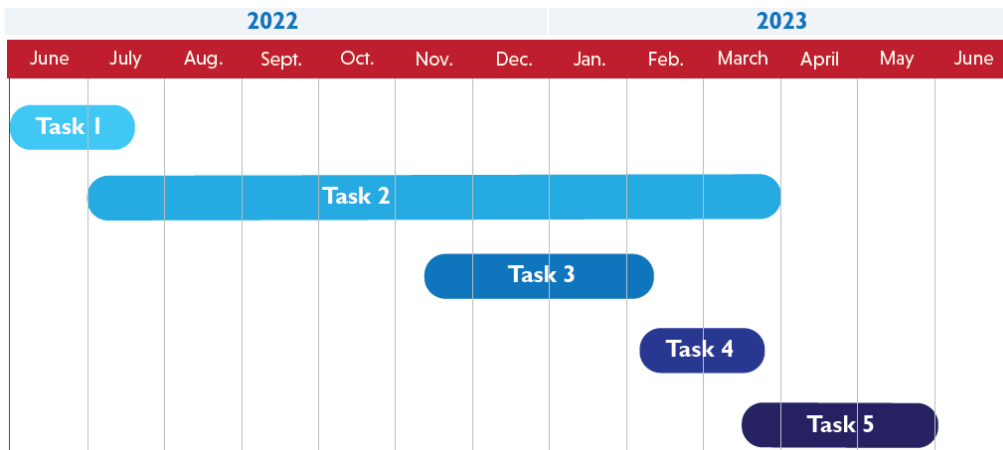 2022 2023
June July Aug. Sept. Oct. Nov. Dec. Jan. Feb. March April May June
Task 1
Task 2
Task 3
Task 4
Task 5